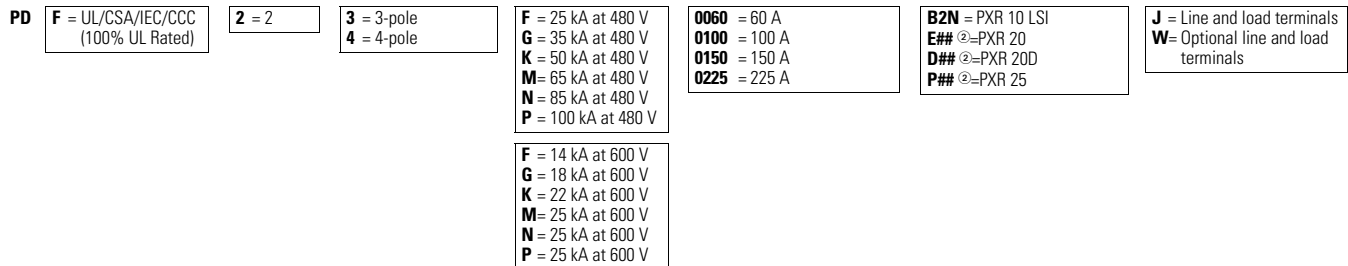 PD
F = UL/CSA/IEC/CCC
(100% UL Rated)
2 = 2
3 = 3-pole
4 = 4-pole
F = 25 kA at 480 V
G = 35 kA at 480 V
K = 50 kA at 480 V
M= 65 kA at 480 V
N = 85 kA at 480 V
P = 100 kA at 480 V
F = 14 kA at 600 V
G = 18 kA at 600 V
K = 22 kA at 600 V
M= 25 kA at 600 V
N = 25 kA at 600 V
P = 25 kA at 600 V
0060 = 60 A
0100 = 100 A
0150 = 150 A
0225 = 225 A
B2N = PXR 10 LSI
E## ②=PXR 20
D## ②=PXR 20D
P## ②=PXR 25
J = Line and load terminals
W= Optional line and load
terminals